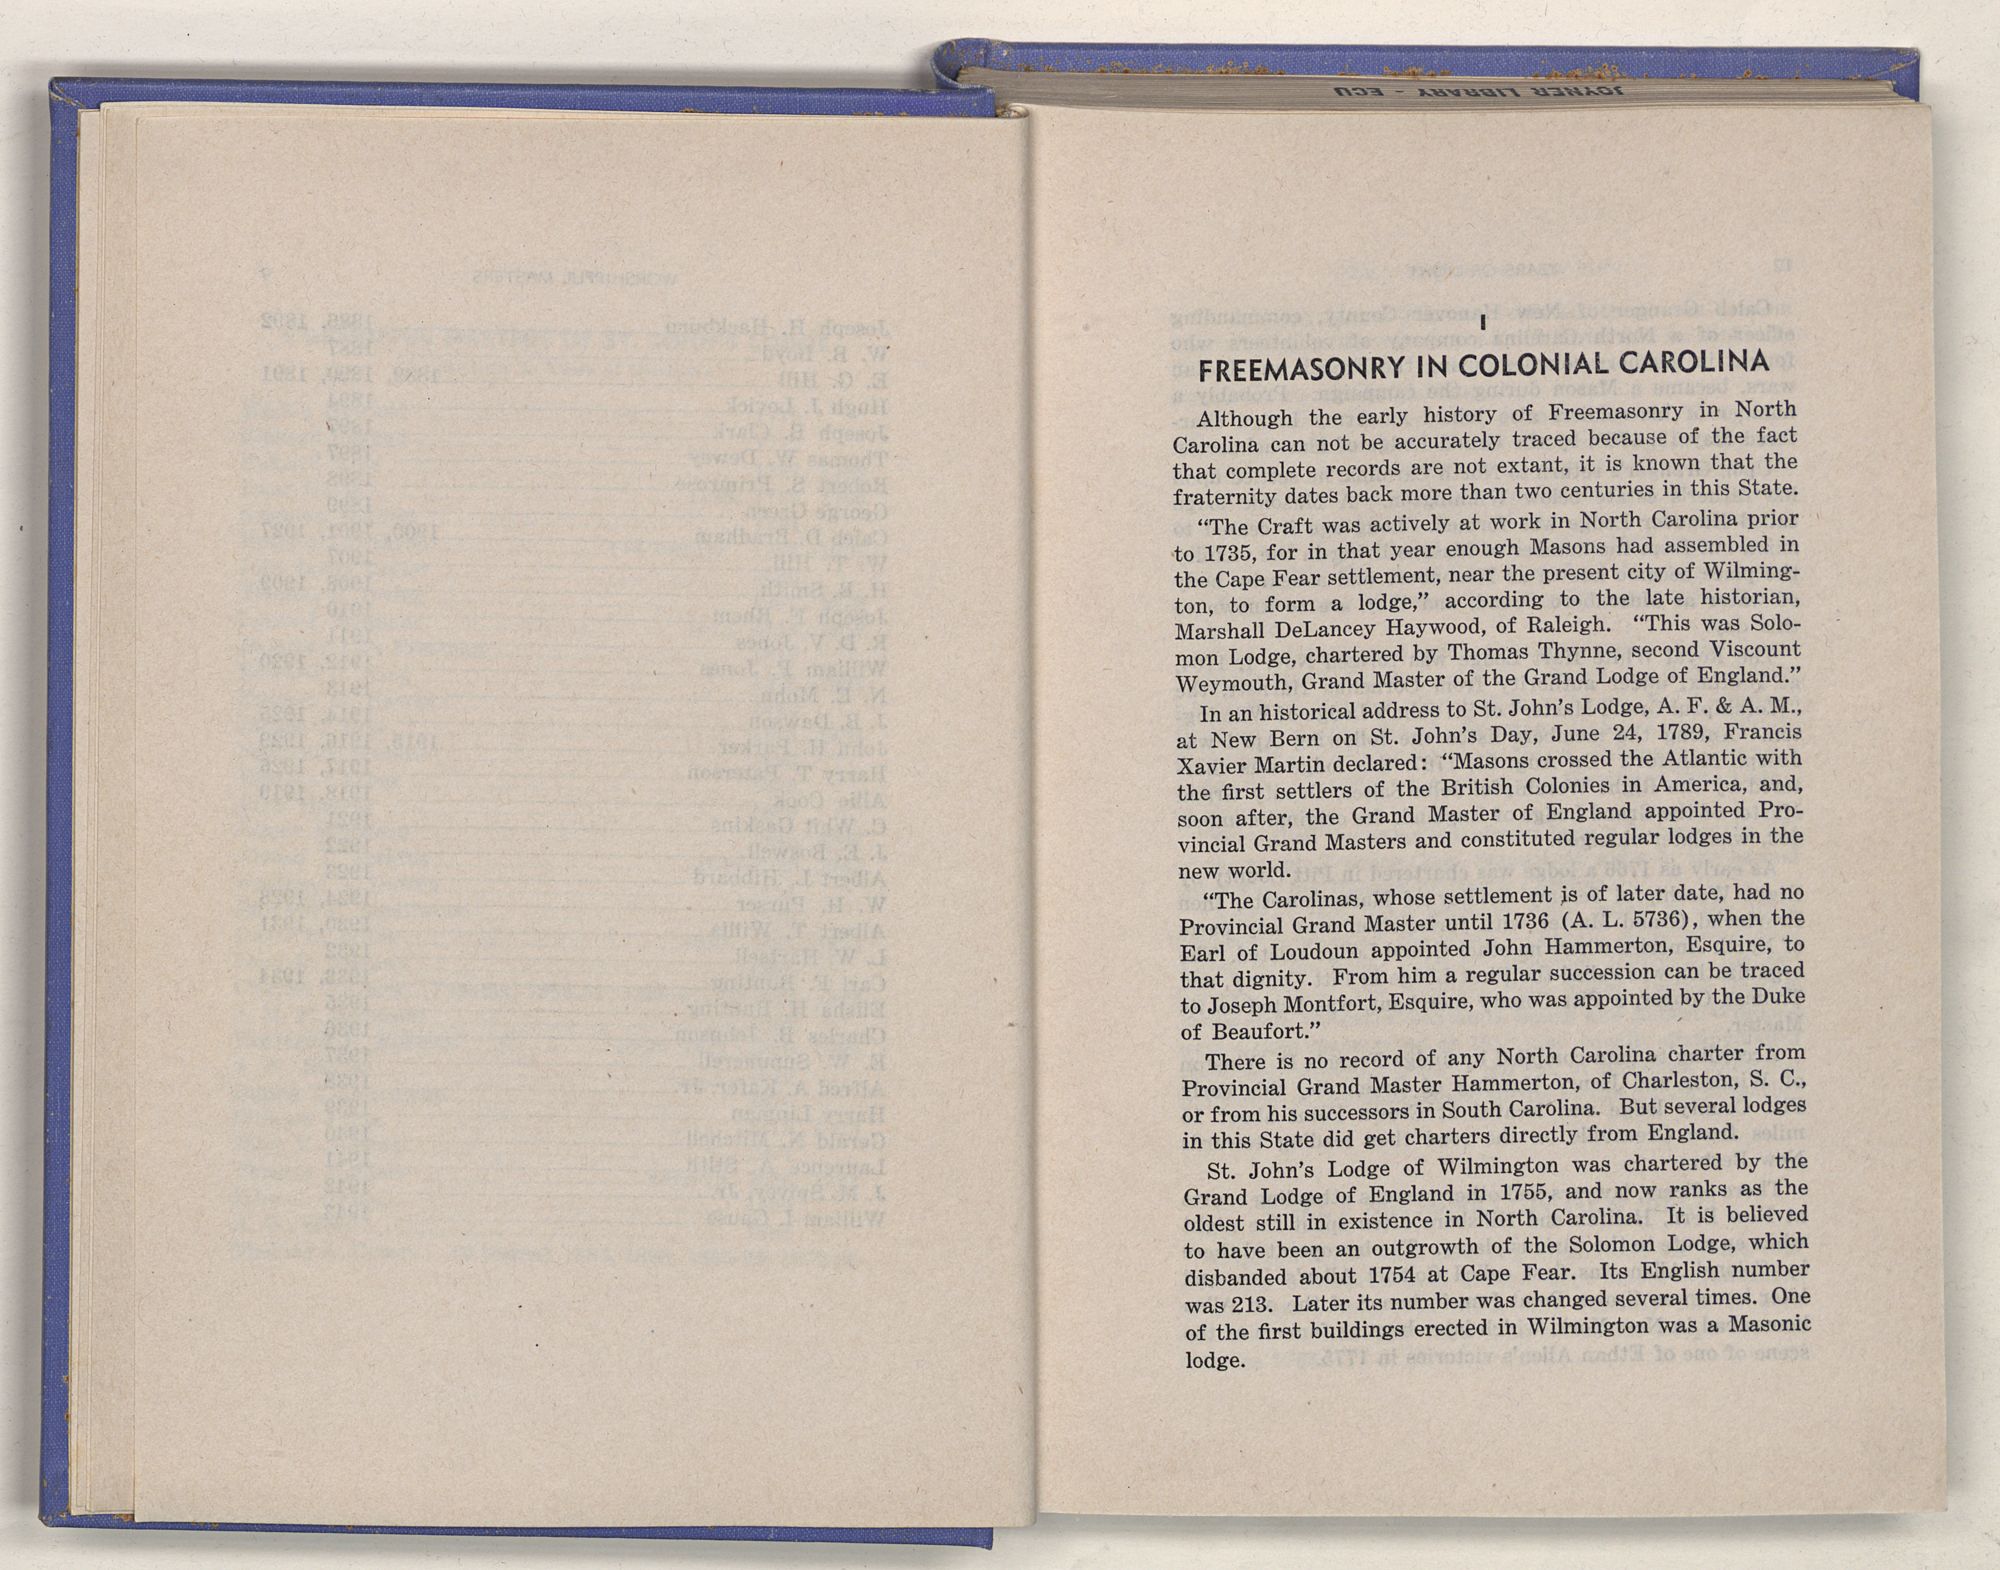 JOYNER LIBRARY - ECU
I
FREEMASONRY IN COLONIAL CAROLINA
Although the early history of Freemasonry in North
Carolina can not be accurately traced because of the fact
that complete records are not extant, it is known that the
fraternity dates back more than two centuries in this State.
“The Craft was actively at work in North Carolina prior
to 1735, for in that year enough Masons had assembled in
the Cape Fear settlement, near the present city of Wilming-
ton, to form a lodge,” according to the late historian,
Marshall DeLancey Haywood, of Raleigh. “This was Solo-
mon Lodge, chartered by Thomas Thynne, second Viscount
Weymouth, Grand Master of the Grand Lodge of England.”
In an historical address to St. John’s Lodge, A. F. & A. M.,
at New Bern on St. John’s Day, June 24, 1789, Francis
Xavier Martin declared: “Masons crossed the Atlantic with
the first settlers of the British Colonies in America, and,
soon after, the Grand Master of England appointed Pro-
vincial Grand Masters and constituted regular lodges in the
new world.
“The Carolinas, whose settlement is of later date, had no
Provincial Grand Master until 1736 (A. L. 5736), when the
Earl of Loudoun appointed John Hammerton, Esquire, to
that dignity. From him a regular succession can be traced
to Joseph Montfort, Esquire, who was appointed by the Duke
of Beaufort.”
There is no record of any North Carolina charter from
Provincial Grand Master Hammerton, of Charleston, S. C.,
or from his successors in South Carolina. But several lodges
in this State did get charters directly from England.
St. John’s Lodge of Wilmington was chartered by the
Grand Lodge of England in 1755, and now ranks as the
oldest still in existence in North Carolina. It is believed
to have been an outgrowth of the Solomon Lodge, which
disbanded about 1754 at Cape Fear. Its English number
was 213. Later its number was changed several times. One
of the first buildings erected in Wilmington was a Masonic
lodge.